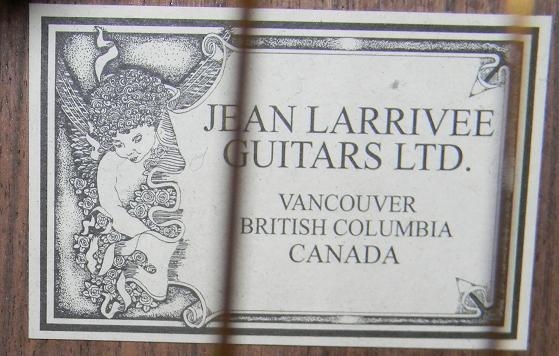 JEAN LARRIVEE
GUITARS LTD.
VANCOUVER
BRITISH COLUMBIA
CANADA